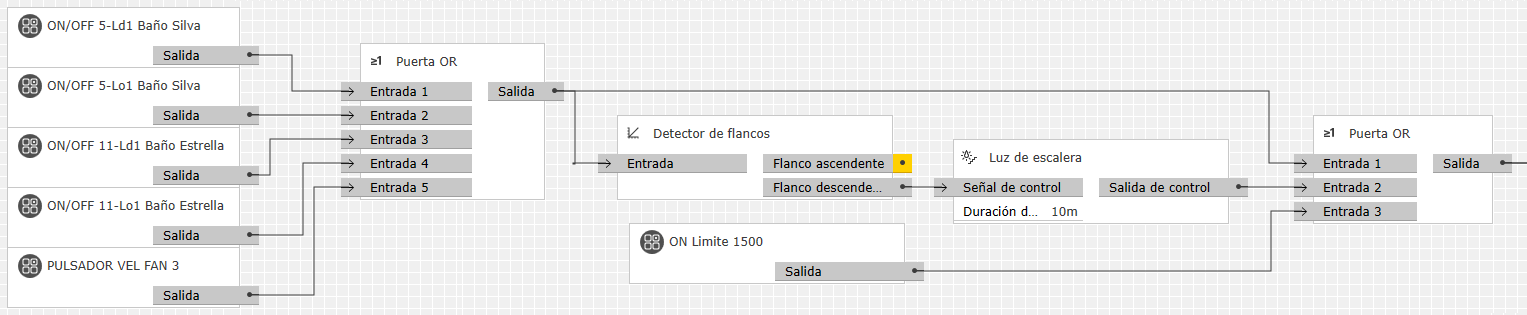 ON/OFF 5-Ld1 Baño Silva
Salida
ON/OFF 5-Lo1 Baño Silva
Salida
ON/OFF 11-Ld1 Baño Estrella
Salida
ON/OFF 11-Lo1 Baño Estrella
Salida
PULSADOR VEL FAN 3
Salida
≥1 Puerta OR
Entrada 1 Salida
Entrada 2
Entrada 3
Entrada 4
Entrada 5
Detector de flancos
Entrada Flanco ascendente
Flanco descende...
ON Limite 1500
Salida
Luz de escalera
Señal de control Salida de control
Duración d... 10m
≥1 Puerta OR
Entrada 1 Salida
Entrada 2
Entrada 3